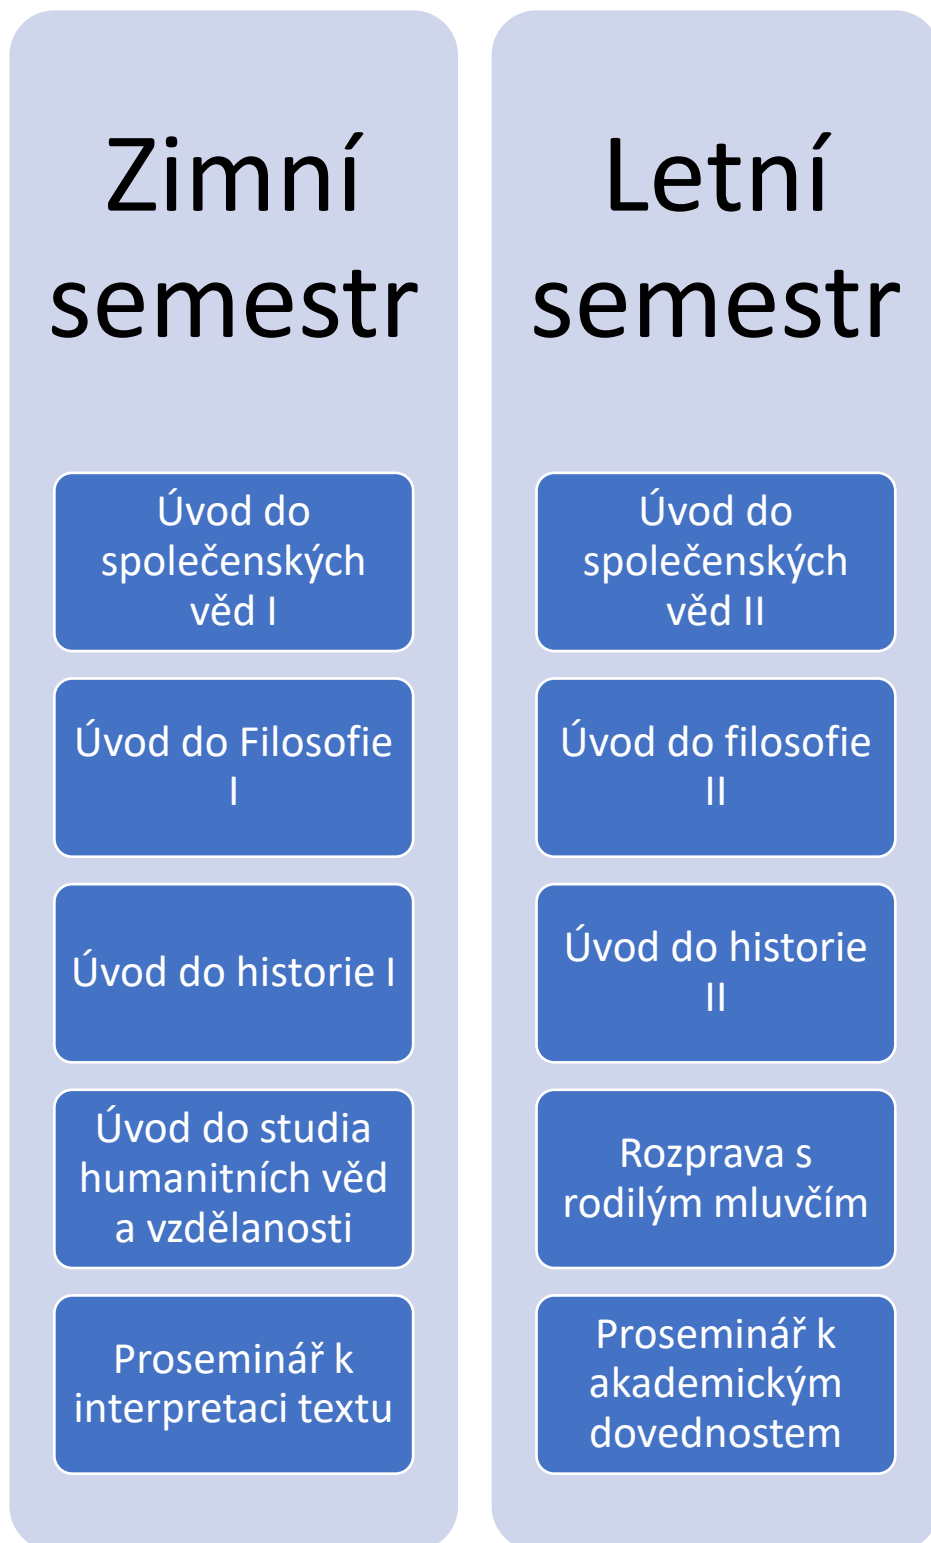 Zimní
semestr
Úvod do
společenských
věd I
Úvod do Filosofie
I
Úvod do historie I
Úvod do studia
humanitních věd
a vzdělanosti
Proseminář k
interpretaci textu
Letní
semestr
Úvod do
společenských
věd II
Úvod do filosofie
II
Úvod do historie
II
Rozprava s
rodilým mluvčím
Proseminář k
akademickým
dovednostem